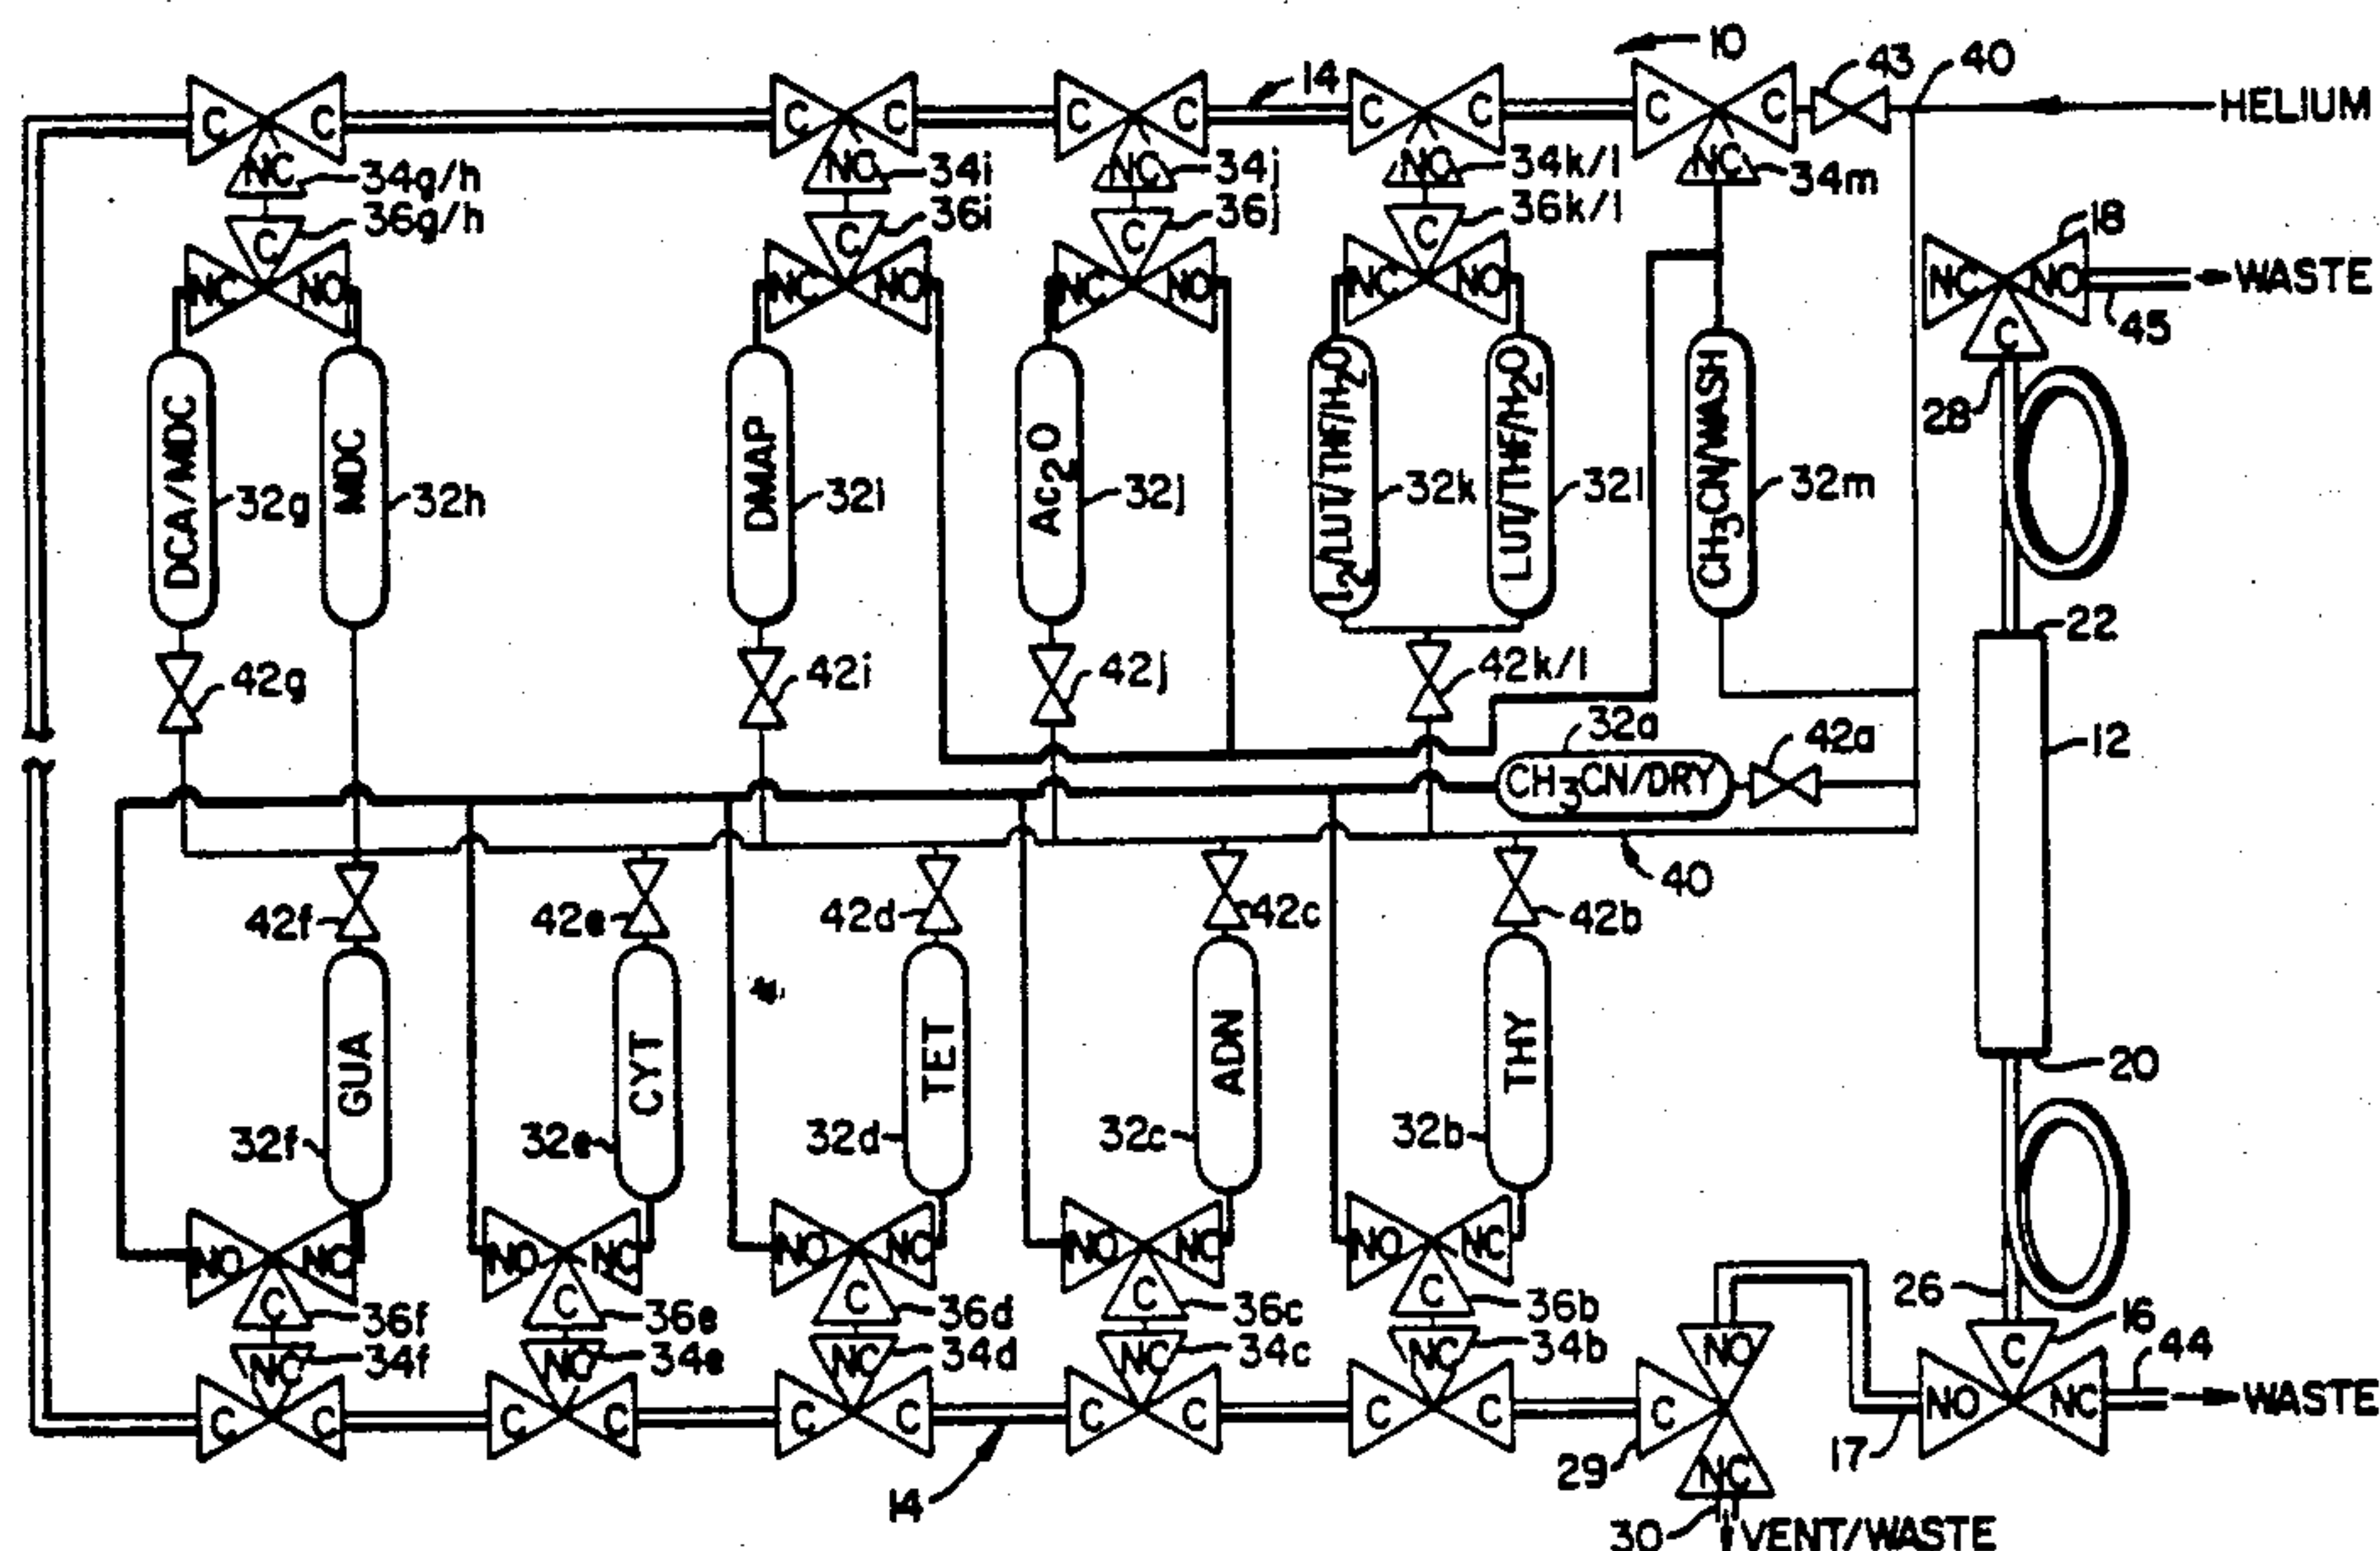 10
14
43
40
HELIUM
C C C C C C C C C C
NC NC NC NC NC
34g/h 34i 34j 34k/l 34m
36g/h 36i 36j 36k/l
C C C C
NC NO NC NO NC NO NC NO
18
NC NO WASTE
45
C
28
DCA/MDC MDC DMAP Ac2O I2/LUT/THF/H2O LUT/THF/H2O CH3CN/WASH
32g 32h 32i 32j 32k 32l 32m
22
42g 42i 42j 42k/l
32a 42a
12
CH3CN/DRY
40
42f 42e 42d 42c 42b
GUA CYT TET ADN THY
20
32f 32e 32d 32c 32b
NO NC NO NC NO NC NO NC NO NC
C C C C C
36f 36e 36d 36c 36b
26
16
34f 34e 34d 34c 34b
NC NC NC NC NC NO C
44
C C C C C C C C C C C
NO NC WASTE
29
17
14
NC
30 VENT/WASTE